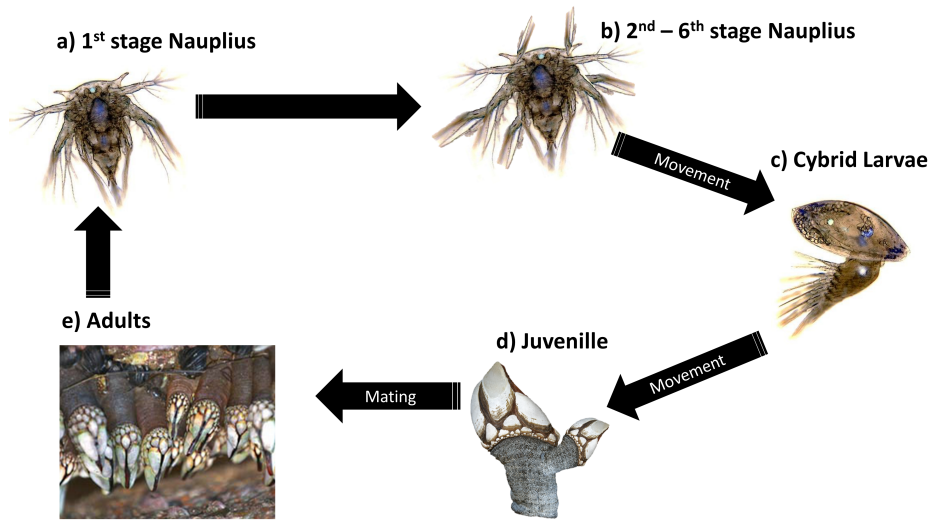 a) 1st stage Nauplius
b) 2nd – 6th stage Nauplius
Movement
c) Cybrid Larvae
Movement
d) Juvenille
Mating
e) Adults